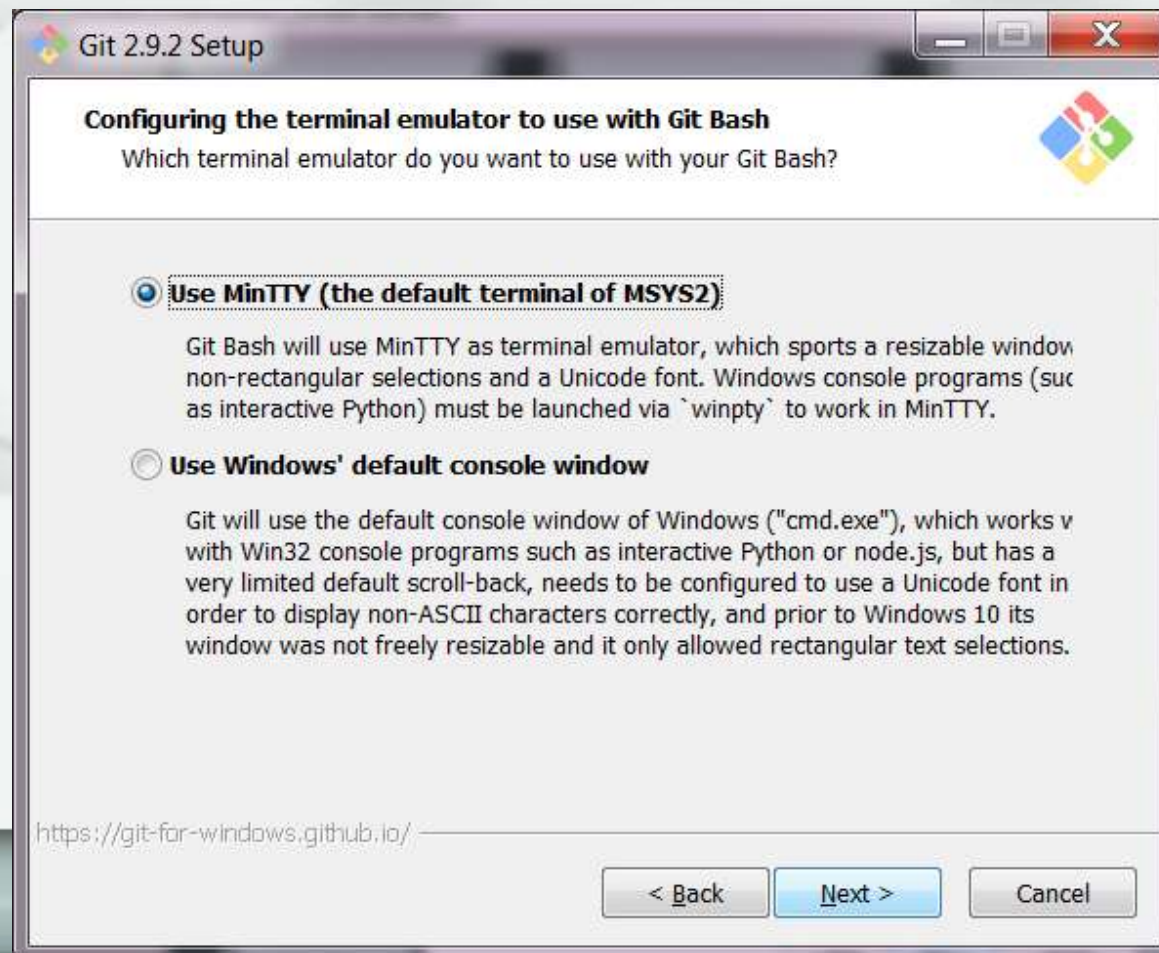 Git 2.9.2 Setup
Configuring the terminal emulator to use with Git Bash
Which terminal emulator do you want to use with your Git Bash?
Use MinTTY (the default terminal of MSYS2)
Git Bash will use MinTTY as terminal emulator, which sports a resizable window
non-rectangular selections and a Unicode font. Windows console programs (suc
as interactive Python) must be launched via `winpty` to work in MinTTY.
Use Windows' default console window
Git will use the default console window of Windows ("cmd.exe"), which works w
with Win32 console programs such as interactive Python or node.js, but has a
very limited default scroll-back, needs to be configured to use a Unicode font in
order to display non-ASCII characters correctly, and prior to Windows 10 its
window was not freely resizable and it only allowed rectangular text selections.
https://git-for-windows.github.io/
< Back Next > Cancel